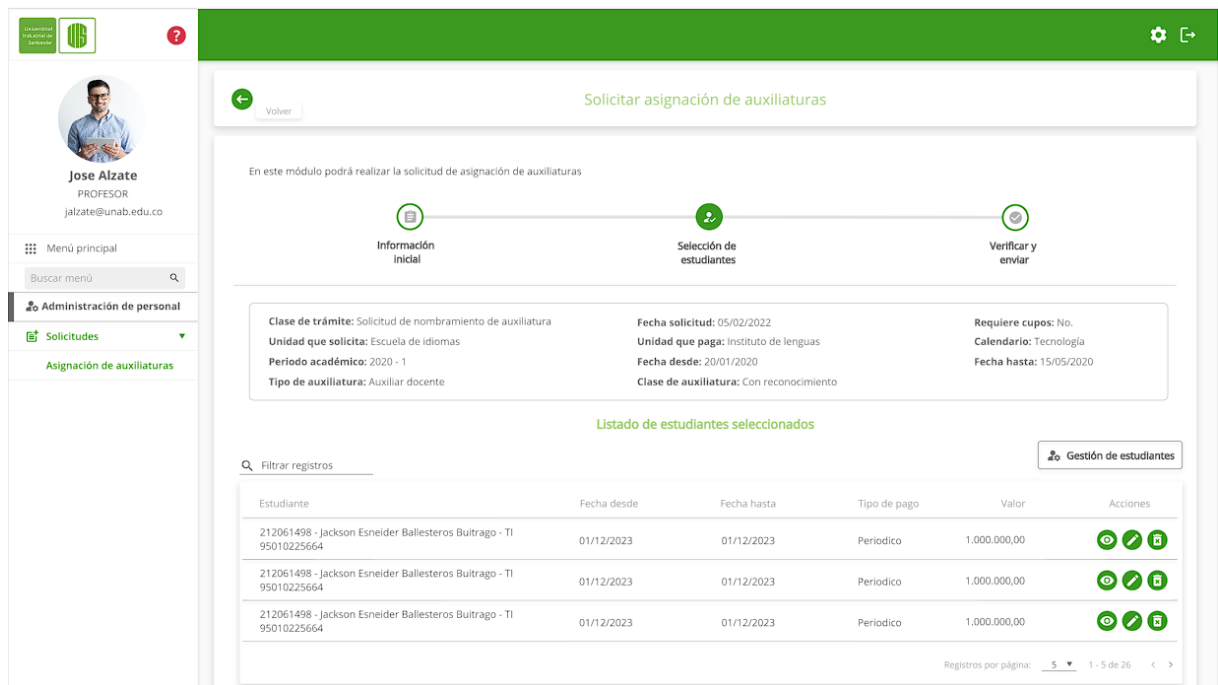 Universidad
Industrial de
Santander
UIS
?
Volver
Solicitar asignación de auxiliaturas
Jose Alzate
PROFESOR
jalzate@unab.edu.co
Menú principal
Buscar menú
Administración de personal
Solicitudes
Asignación de auxiliaturas
En este módulo podrá realizar la solicitud de asignación de auxiliaturas
Información
inicial
Selección de
estudiantes
Verificar y
enviar
Clase de trámite: Solicitud de nombramiento de auxiliatura Fecha solicitud: 05/02/2022 Requiere cupos: No.
Unidad que solicita: Escuela de idiomas Unidad que paga: Instituto de lenguas Calendario: Tecnología
Periodo académico: 2020 - 1 Fecha desde: 20/01/2020 Fecha hasta: 15/05/2020
Tipo de auxiliatura: Auxiliar docente Clase de auxiliatura: Con reconocimiento
Listado de estudiantes seleccionados
Gestión de estudiantes
Filtrar registros
Estudiante Fecha desde Fecha hasta Tipo de pago Valor Acciones
212061498 - Jackson Esneider Ballesteros Buitrago - TI
95010225664 01/12/2023 01/12/2023 Periodico 1.000.000,00
212061498 - Jackson Esneider Ballesteros Buitrago - TI
95010225664 01/12/2023 01/12/2023 Periodico 1.000.000,00
212061498 - Jackson Esneider Ballesteros Buitrago - TI
95010225664 01/12/2023 01/12/2023 Periodico 1.000.000,00
Registros por página: 5 1 - 5 de 26